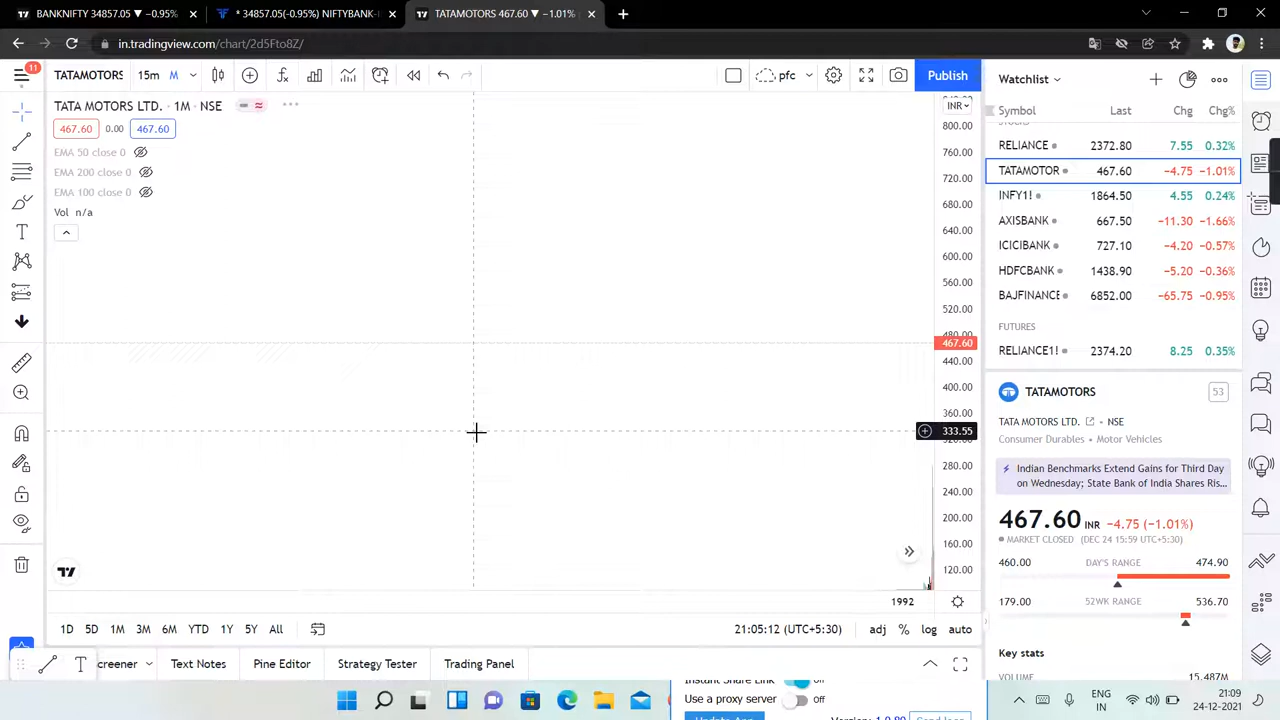 BANKNIFTY 34857.05 ▼ −0.95%
* 34857.05(-0.95%) NIFTYBANK-I
TATAMOTORS 467.60 ▼ −1.01%
in.tradingview.com/chart/2d5Fto8Z/
11
TATAMOTORS
15m
M
pfc
Publish
Watchlist
TATA MOTORS LTD. · 1M · NSE
INR
Symbol Last Chg Chg%
467.60 0.00 467.60
EMA 50 close 0
EMA 200 close 0
EMA 100 close 0
Vol n/a
800.00
760.00
720.00
680.00
640.00
600.00
560.00
520.00
480.00
467.60
440.00
400.00
360.00
333.55
280.00
240.00
200.00
160.00
120.00
RELIANCE 2372.80 7.55 0.32%
TATAMOTOR 467.60 −4.75 −1.01%
INFY1! 1864.50 4.55 0.24%
AXISBANK 667.50 −11.30 −1.66%
ICICIBANK 727.10 −4.20 −0.57%
HDFCBANK 1438.90 −5.20 −0.36%
BAJFINANCE 6852.00 −65.75 −0.95%
FUTURES
RELIANCE1! 2374.20 8.25 0.35%
TATAMOTORS
53
TATA MOTORS LTD. • NSE
Consumer Durables • Motor Vehicles
Indian Benchmarks Extend Gains for Third Day
on Wednesday; State Bank of India Shares Ris...
467.60 INR −4.75 (−1.01%)
MARKET CLOSED (DEC 24 15:59 UTC+5:30)
460.00 DAY'S RANGE 474.90
179.00 52WK RANGE 536.70
Key stats
VOLUME 15.487M
1992
1D 5D 1M 3M 6M YTD 1Y 5Y All
21:05:12 (UTC+5:30)
adj % log auto
creener
Text Notes
Pine Editor
Strategy Tester
Trading Panel
Instant Share Link
Use a proxy server off
ENG
IN
21:09
24-12-2021